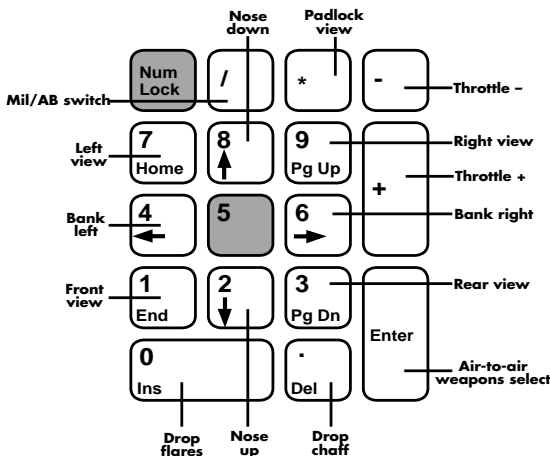 Nose
down
Padlock
view
Num
Lock
/
*
-
Mil/AB switch
Throttle –
7
Home
8
9
Pg Up
+
Left
view
Right view
Throttle +
4
5
6
Bank
left
Bank right
1
End
2
3
Pg Dn
Enter
Front
view
Rear view
0
Ins
.
Del
Air-to-air
weapons select
Drop
flares
Nose
up
Drop
chaff